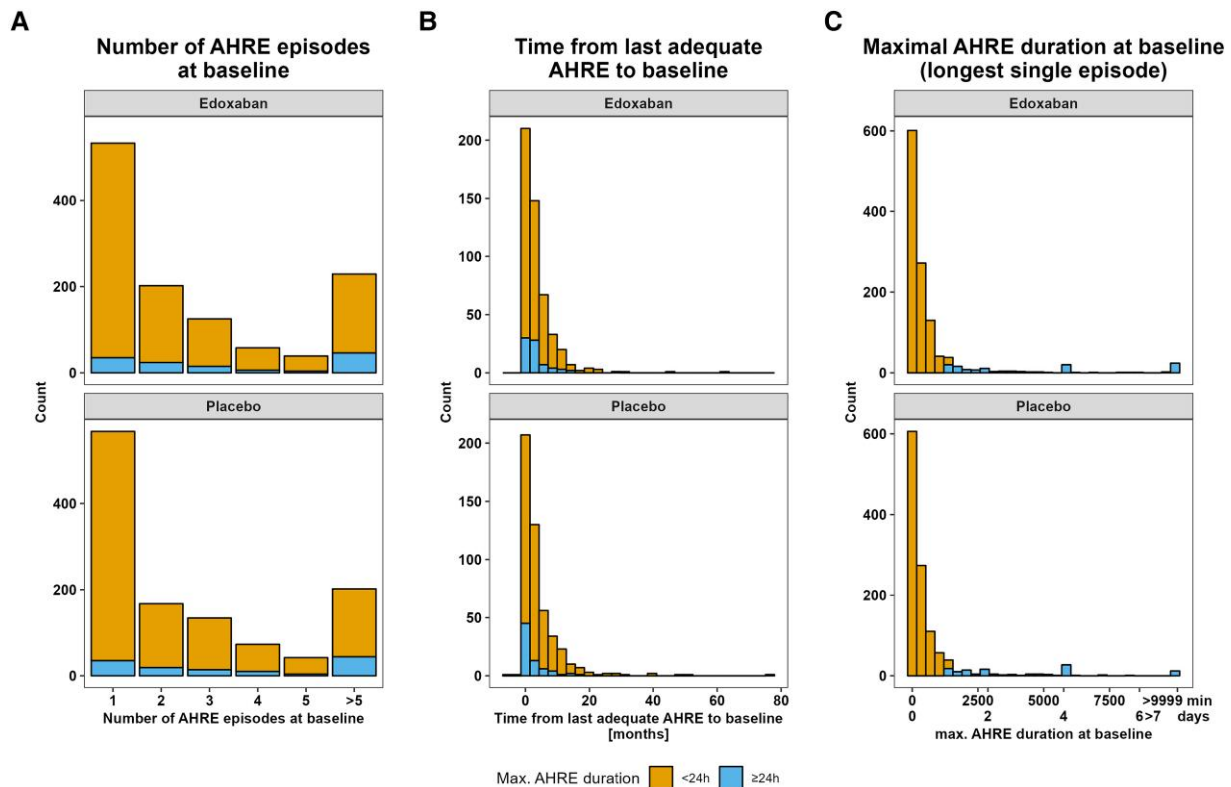 A
Number of AHRE episodes
at baseline
Edoxaban
400
200
0
Placebo
400
200
0
Count
1 2 3 4 5 >5
Number of AHRE episodes at baseline
B
Time from last adequate
AHRE to baseline
Edoxaban
200
150
100
50
0
Placebo
200
150
100
50
0
Count
0 20 40 60 80
Time from last adequate AHRE to baseline
[months]
C
Maximal AHRE duration at baseline
(longest single episode)
Edoxaban
600
400
200
0
Placebo
600
400
200
0
Count
0 2500 5000 7500 >9999 min
0 2 4 6 >7 days
max. AHRE duration at baseline
Max. AHRE duration <24h ≥24h